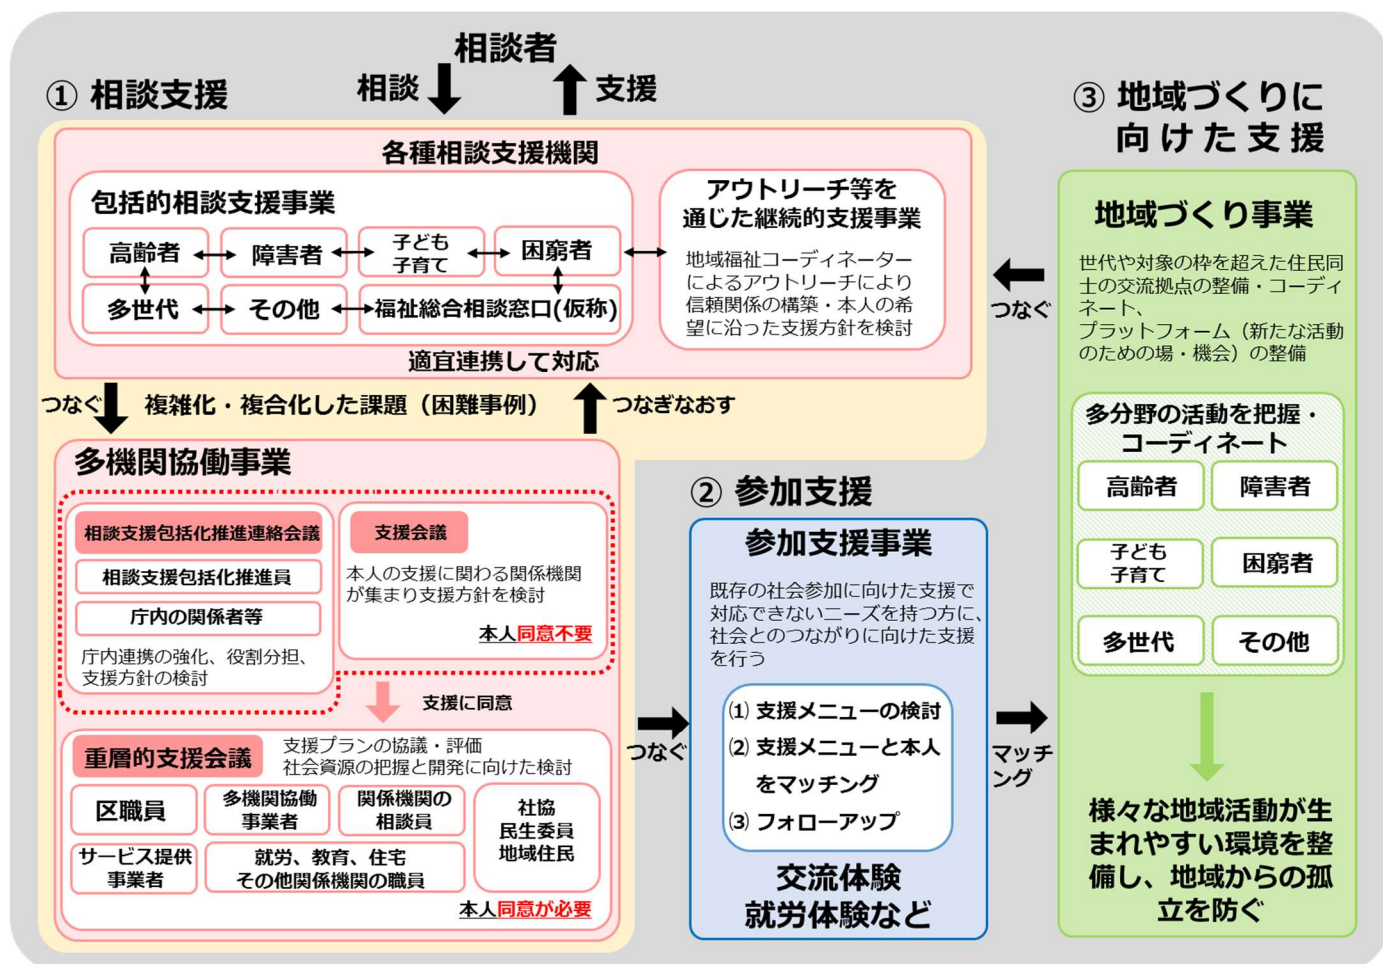 相談者
相談
支援
① 相談支援
各種相談支援機関
包括的相談支援事業
高齢者
障害者
子ども
子育て
困窮者
多世代
その他
福祉総合相談窓口(仮称)
アウトリーチ等を
通じた継続的支援事業
地域福祉コーディネーター
によるアウトリーチにより
信頼関係の構築・本人の希
望に沿った支援方針を検討
適宜連携して対応
つなぐ
複雑化・複合化した課題（困難事例）
つなぎなおす
多機関協働事業
相談支援包括化推進連絡会議
相談支援包括化推進員
庁内の関係者等
庁内連携の強化、役割分担、
支援方針の検討
支援会議
本人の支援に関わる関係機関
が集まり支援方針を検討
本人同意不要
支援に同意
重層的支援会議
支援プランの協議・評価
社会資源の把握と開発に向けた検討
区職員
多機関協働
事業者
関係機関の
相談員
社協
民生委員
地域住民
サービス提供
事業者
就労、教育、住宅
その他関係機関の職員
本人同意が必要
つなぐ
② 参加支援
参加支援事業
既存の社会参加に向けた支援で
対応できないニーズを持つ方に、
社会とのつながりに向けた支援
を行う
⑴ 支援メニューの検討
⑵ 支援メニューと本人
をマッチング
⑶ フォローアップ
交流体験
就労体験など
マッチ
ング
③ 地域づくりに
向けた支援
つなぐ
地域づくり事業
世代や対象の枠を超えた住民同
士の交流拠点の整備・コーディ
ネート、
プラットフォーム（新たな活動
のための場・機会）の整備
多分野の活動を把握・
コーディネート
高齢者
障害者
子ども
子育て
困窮者
多世代
その他
様々な地域活動が生
まれやすい環境を整
備し、地域からの孤
立を防ぐ